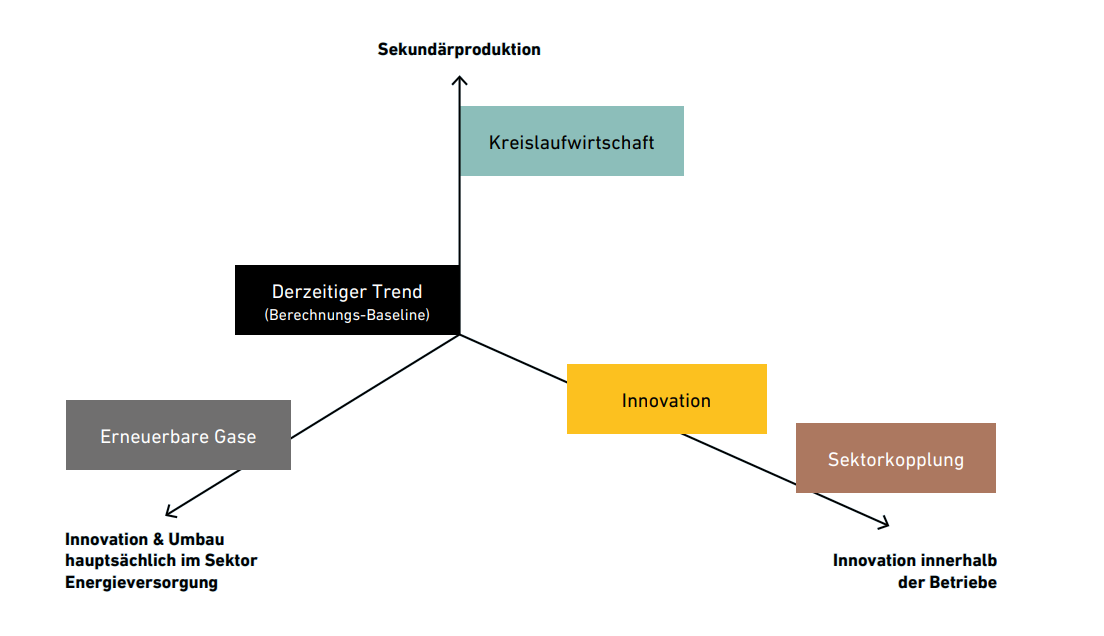 Sekundärproduktion
Kreislaufwirtschaft
Derzeitiger Trend
(Berechnungs-Baseline)
Innovation
Erneuerbare Gase
Sektorkopplung
Innovation & Umbau
hauptsächlich im Sektor
Energieversorgung
Innovation innerhalb
der Betriebe